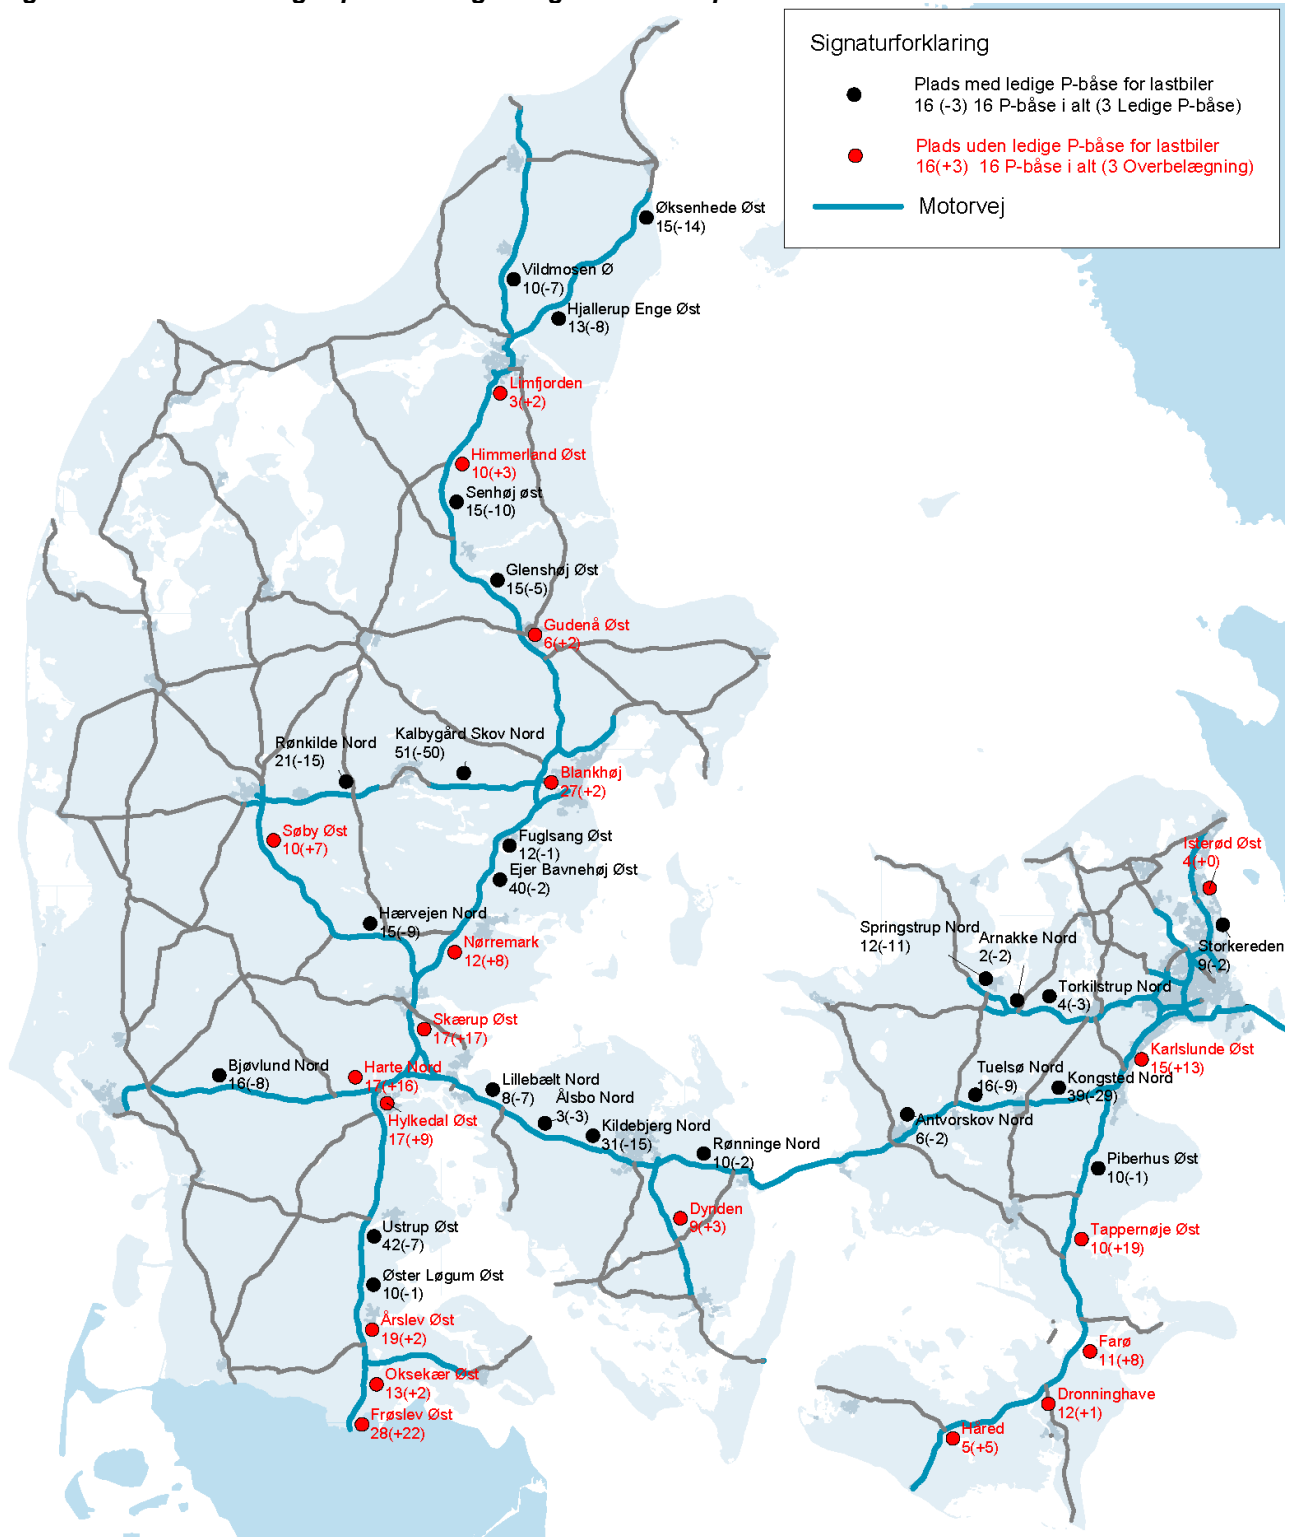 Signaturforklaring
Plads med ledige P-båse for lastbiler
16 (-3) 16 P-båse i alt (3 Ledige P-båse)
Plads uden ledige P-båse for lastbiler
16(+3) 16 P-båse i alt (3 Overbelægning)
Motorvej
Øksenhede Øst
15(-14)
Vildmosen Ø
10(-7)
Hjallerup Enge Øst
13(-8)
Limfjorden
3(+2)
Himmerland Øst
10(+3)
Senhøj øst
15(-10)
Glenshøj Øst
15(-5)
Gudenå Øst
6(+2)
Kalbygård Skov Nord
51(-50)
Rønkilde Nord
21(-15)
Blankhøj
27(+2)
Søby Øst
10(+7)
Fuglsang Øst
12(-1)
Ejer Bavnehøj Øst
40(-2)
Hærvejen Nord
15(-9)
Nørremark
12(+8)
Skærup Øst
17(+17)
Bjøvlund Nord
16(-8)
Harte Nord
17(+16)
Hylkedal Øst
17(+9)
Lillebælt Nord
8(-7)
Ålsbo Nord
3(-3)
Kildebjerg Nord
31(-15)
Rønninge Nord
10(-2)
Dynden
9(+3)
Ustrup Øst
42(-7)
Øster Løgum Øst
10(-1)
Årslev Øst
19(+2)
Oksekær Øst
13(+2)
Frøslev Øst
28(+22)
Isterød Øst
4(+0)
Storkereden
9(-2)
Springstrup Nord
12(-11)
Arnakke Nord
2(-2)
Torkilstrup Nord
4(-3)
Karlslunde Øst
15(+13)
Tuelsø Nord
16(-9)
Kongsted Nord
39(-29)
Antvorskov Nord
6(-2)
Piberhus Øst
10(-1)
Tappernøje Øst
10(+19)
Farø
11(+8)
Dronninghave
12(+1)
Håred
5(+5)